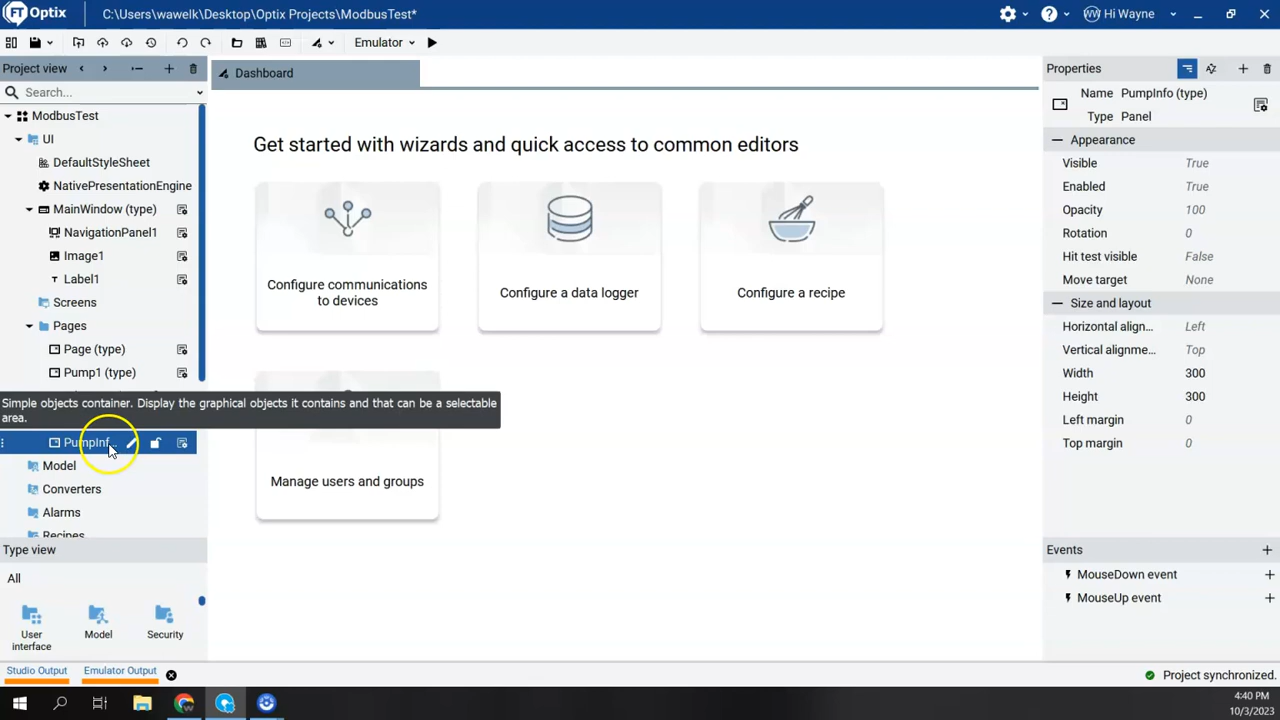 FT Optix
C:\Users\wawelk\Desktop\Optix Projects\ModbusTest*
Hi Wayne
Emulator
Project view
Search...
ModbusTest
UI
DefaultStyleSheet
NativePresentationEngine
MainWindow (type)
NavigationPanel1
Image1
Label1
Screens
Pages
Page (type)
Pump1 (type)
Simple objects container. Display the graphical objects it contains and that can be a selectable
area.
PumpInf...
Model
Converters
Alarms
Recipes
Type view
All
User
interface
Model
Security
Studio Output
Emulator Output
Dashboard
Get started with wizards and quick access to common editors
Configure communications
to devices
Configure a data logger
Configure a recipe
Manage users and groups
Properties
Name PumpInfo (type)
Type Panel
Appearance
Visible True
Enabled True
Opacity 100
Rotation 0
Hit test visible False
Move target None
Size and layout
Horizontal align... Left
Vertical alignme... Top
Width 300
Height 300
Left margin 0
Top margin 0
Events
MouseDown event
MouseUp event
Project synchronized.
4:40 PM
10/3/2023